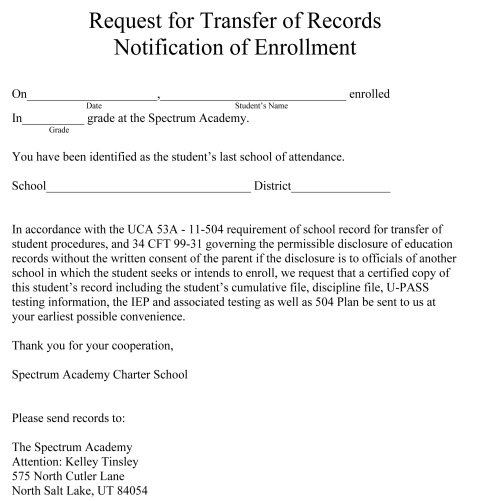 Request for Transfer of Records
Notification of Enrollment
On_____________________,______________________________ enrolled
Date Student's Name
In__________ grade at the Spectrum Academy.
Grade
You have been identified as the student's last school of attendance.
School_________________________________ District________________
In accordance with the UCA 53A - 11-504 requirement of school record for transfer of
student procedures, and 34 CFT 99-31 governing the permissible disclosure of education
records without the written consent of the parent if the disclosure is to officials of another
school in which the student seeks or intends to enroll, we request that a certified copy of
this student's record including the student's cumulative file, discipline file, U-PASS
testing information, the IEP and associated testing as well as 504 Plan be sent to us at
your earliest possible convenience.
Thank you for your cooperation,
Spectrum Academy Charter School
Please send records to:
The Spectrum Academy
Attention: Kelley Tinsley
575 North Cutler Lane
North Salt Lake, UT 84054